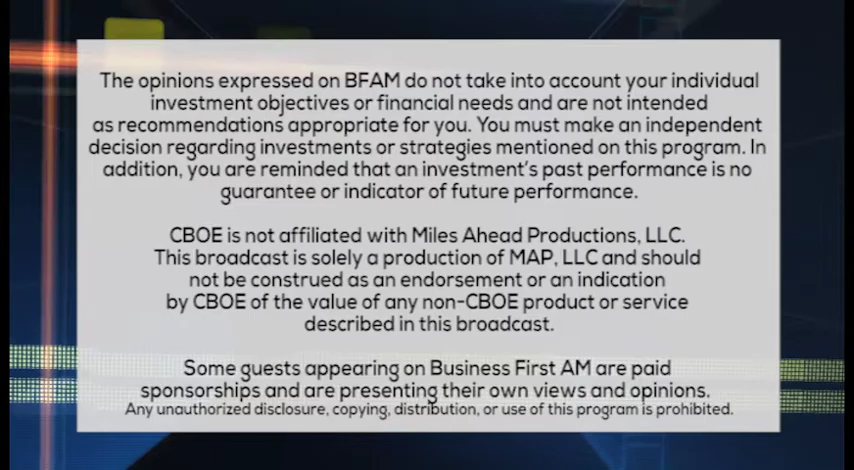 The opinions expressed on BFAM do not take into account your individual
investment objectives or financial needs and are not intended
as recommendations appropriate for you. You must make an independent
decision regarding investments or strategies mentioned on this program. In
addition, you are reminded that an investment's past performance is no
guarantee or indicator of future performance.
CBOE is not affiliated with Miles Ahead Productions, LLC.
This broadcast is solely a production of MAP, LLC and should
not be construed as an endorsement or an indication
by CBOE of the value of any non-CBOE product or service
described in this broadcast.
Some guests appearing on Business First AM are paid
sponsorships and are presenting their own views and opinions.
Any unauthorized disclosure, copying, distribution, or use of this program is prohibited.